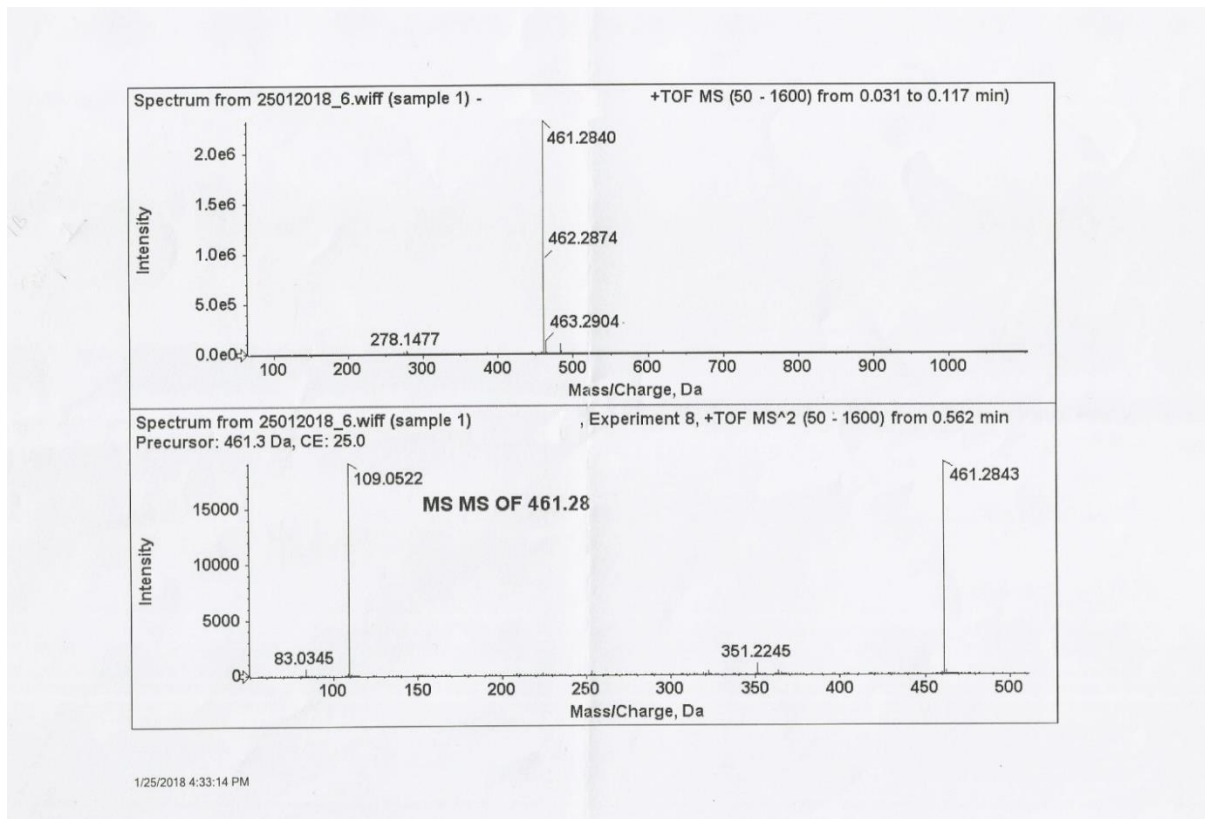 Spectrum from 25012018_6.wiff (sample 1) - +TOF MS (50 - 1600) from 0.031 to 0.117 min)
461.2840
2.0e6
1.5e6
462.2874
1.0e6
5.0e5
463.2904
278.1477
0.0e0
100 200 300 400 500 600 700 800 900 1000
Intensity
Mass/Charge, Da
Spectrum from 25012018_6.wiff (sample 1) , Experiment 8, +TOF MS^2 (50 - 1600) from 0.562 min
Precursor: 461.3 Da, CE: 25.0
109.0522
461.2843
MS MS OF 461.28
15000
10000
5000
351.2245
83.0345
0
100 150 200 250 300 350 400 450 500
Intensity
Mass/Charge, Da
1/25/2018 4:33:14 PM